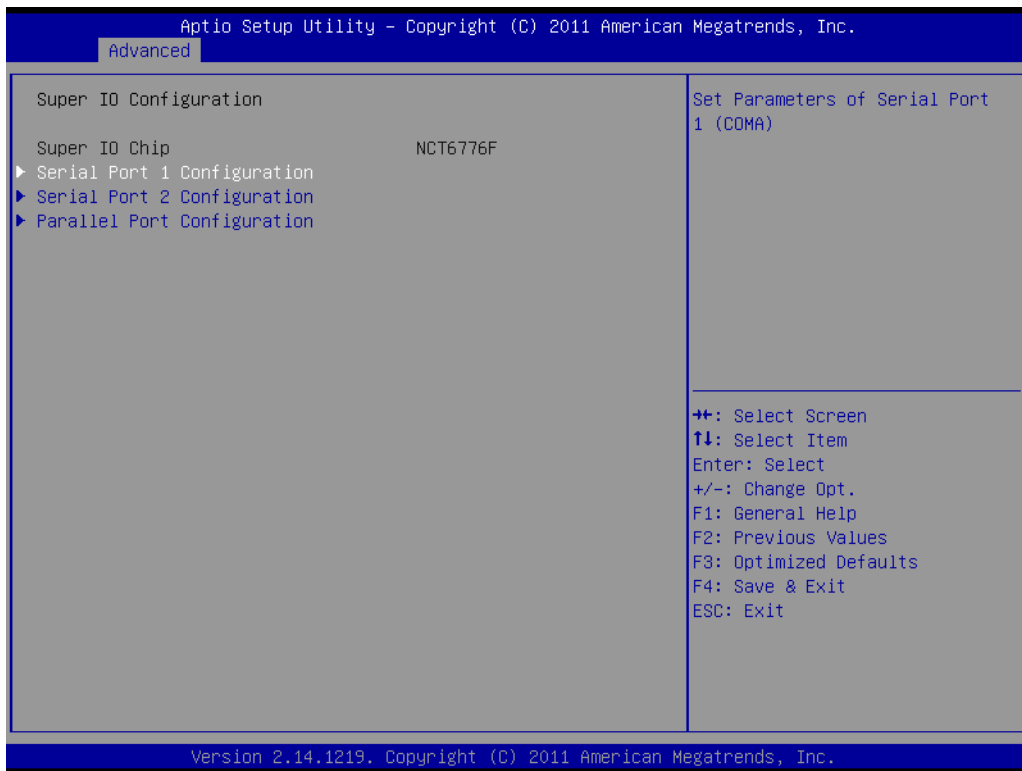 Aptio Setup Utility – Copyright (C) 2011 American Megatrends, Inc.
Advanced
Super IO Configuration
Super IO Chip NCT6776F
▶ Serial Port 1 Configuration
▶ Serial Port 2 Configuration
▶ Parallel Port Configuration
Set Parameters of Serial Port
1 (COMA)
→←: Select Screen
↑↓: Select Item
Enter: Select
+/-: Change Opt.
F1: General Help
F2: Previous Values
F3: Optimized Defaults
F4: Save & Exit
ESC: Exit
Version 2.14.1219. Copyright (C) 2011 American Megatrends, Inc.